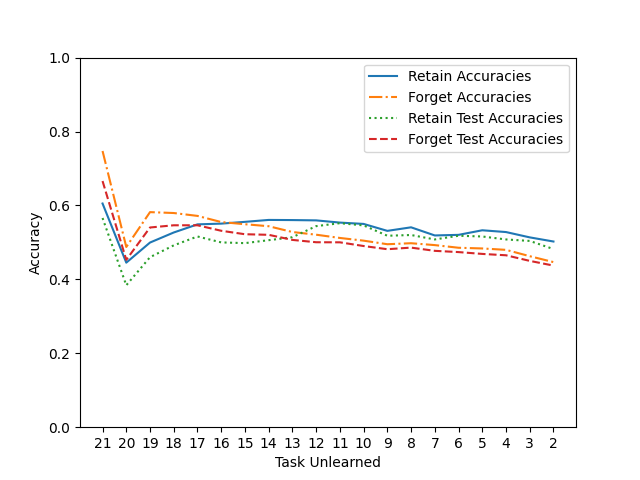 1.0
0.8
0.6
0.4
0.2
0.0
Accuracy
Retain Accuracies
Forget Accuracies
Retain Test Accuracies
Forget Test Accuracies
21 20 19 18 17 16 15 14 13 12 11 10 9 8 7 6 5 4 3 2
Task Unlearned